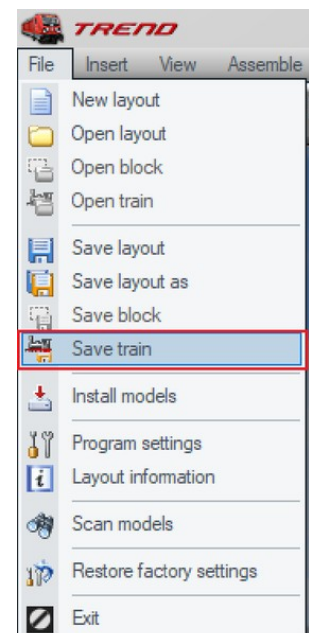 TREND
File Insert View Assemble
New layout
Open layout
Open block
Open train
Save layout
Save layout as
Save block
Save train
Install models
Program settings
Layout information
Scan models
Restore factory settings
Exit